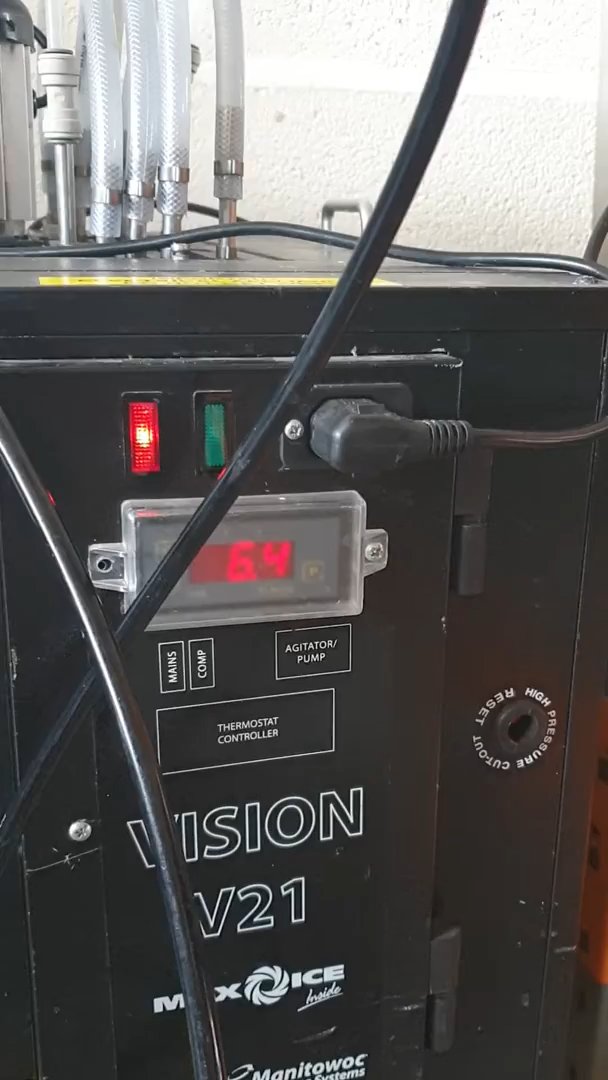 6.4
P
MAINS
COMP
AGITATOR/
PUMP
THERMOSTAT
CONTROLLER
HIGH PRESSURE CUT-OUT RESET
VISION
V21
MAX ICE
Inside
Manitowoc
Systems